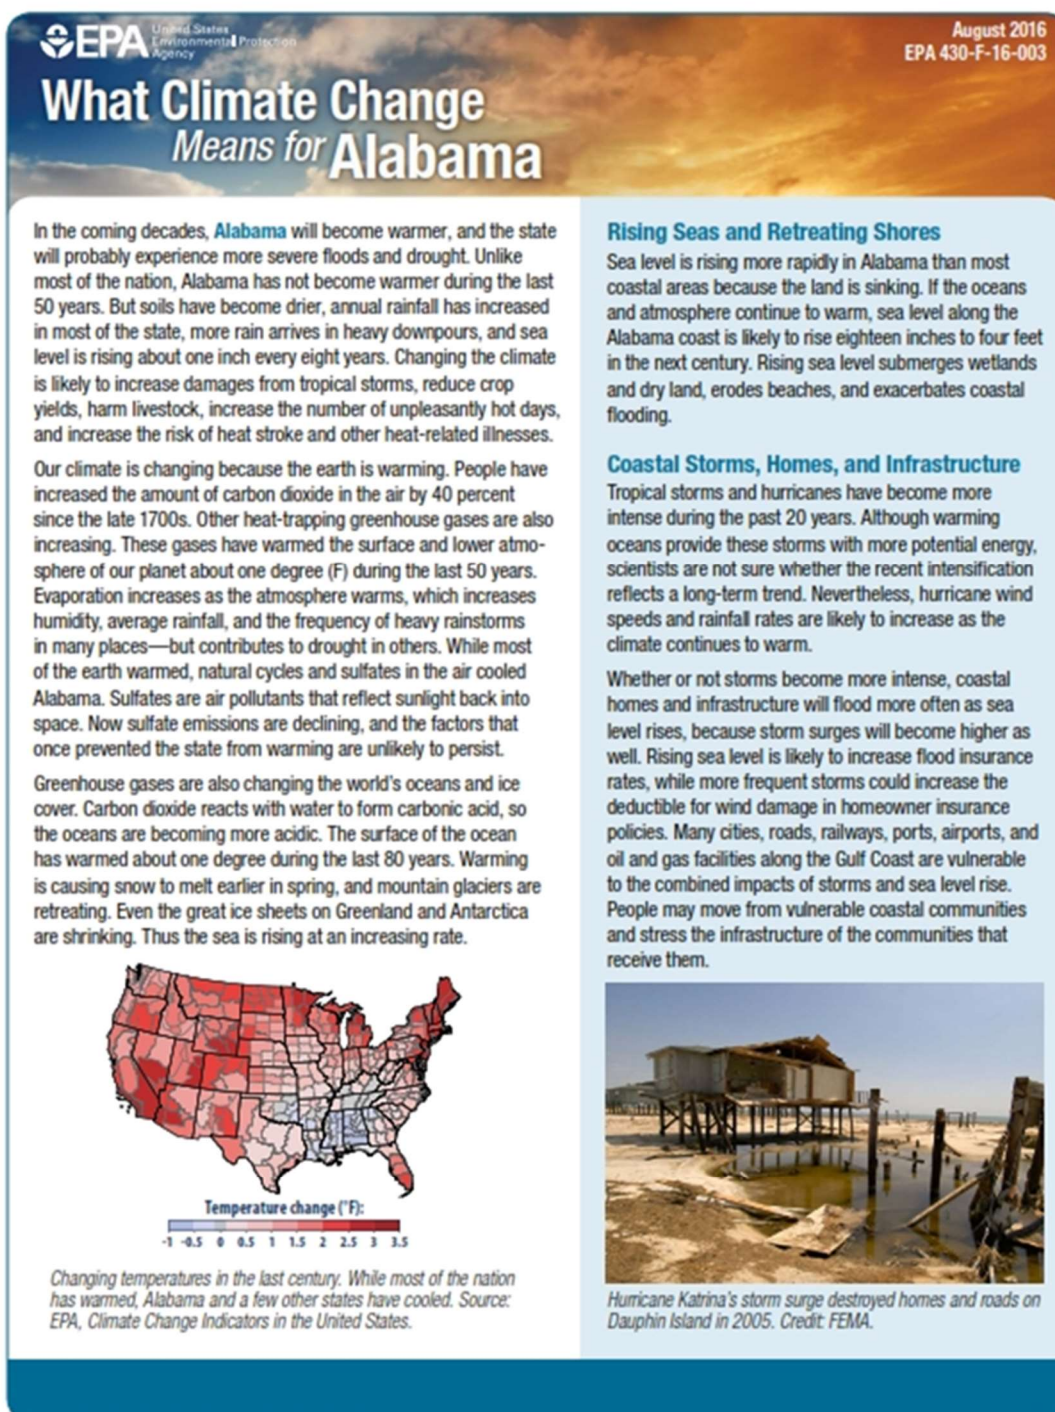 EPA United States
Environmental Protection
Agency
August 2016
EPA 430-F-16-003
What Climate Change
Means for Alabama
In the coming decades, Alabama will become warmer, and the state
will probably experience more severe floods and drought. Unlike
most of the nation, Alabama has not become warmer during the last
50 years. But soils have become drier, annual rainfall has increased
in most of the state, more rain arrives in heavy downpours, and sea
level is rising about one inch every eight years. Changing the climate
is likely to increase damages from tropical storms, reduce crop
yields, harm livestock, increase the number of unpleasantly hot days,
and increase the risk of heat stroke and other heat-related illnesses.
Our climate is changing because the earth is warming. People have
increased the amount of carbon dioxide in the air by 40 percent
since the late 1700s. Other heat-trapping greenhouse gases are also
increasing. These gases have warmed the surface and lower atmo-
sphere of our planet about one degree (F) during the last 50 years.
Evaporation increases as the atmosphere warms, which increases
humidity, average rainfall, and the frequency of heavy rainstorms
in many places—but contributes to drought in others. While most
of the earth warmed, natural cycles and sulfates in the air cooled
Alabama. Sulfates are air pollutants that reflect sunlight back into
space. Now sulfate emissions are declining, and the factors that
once prevented the state from warming are unlikely to persist.
Greenhouse gases are also changing the world's oceans and ice
cover. Carbon dioxide reacts with water to form carbonic acid, so
the oceans are becoming more acidic. The surface of the ocean
has warmed about one degree during the last 80 years. Warming
is causing snow to melt earlier in spring, and mountain glaciers are
retreating. Even the great ice sheets on Greenland and Antarctica
are shrinking. Thus the sea is rising at an increasing rate.
Temperature change (°F):
-1 -0.5 0 0.5 1 1.5 2 2.5 3 3.5
Changing temperatures in the last century. While most of the nation
has warmed, Alabama and a few other states have cooled. Source:
EPA, Climate Change Indicators in the United States.
Rising Seas and Retreating Shores
Sea level is rising more rapidly in Alabama than most
coastal areas because the land is sinking. If the oceans
and atmosphere continue to warm, sea level along the
Alabama coast is likely to rise eighteen inches to four feet
in the next century. Rising sea level submerges wetlands
and dry land, erodes beaches, and exacerbates coastal
flooding.
Coastal Storms, Homes, and Infrastructure
Tropical storms and hurricanes have become more
intense during the past 20 years. Although warming
oceans provide these storms with more potential energy,
scientists are not sure whether the recent intensification
reflects a long-term trend. Nevertheless, hurricane wind
speeds and rainfall rates are likely to increase as the
climate continues to warm.
Whether or not storms become more intense, coastal
homes and infrastructure will flood more often as sea
level rises, because storm surges will become higher as
well. Rising sea level is likely to increase flood insurance
rates, while more frequent storms could increase the
deductible for wind damage in homeowner insurance
policies. Many cities, roads, railways, ports, airports, and
oil and gas facilities along the Gulf Coast are vulnerable
to the combined impacts of storms and sea level rise.
People may move from vulnerable coastal communities
and stress the infrastructure of the communities that
receive them.
Hurricane Katrina's storm surge destroyed homes and roads on
Dauphin Island in 2005. Credit: FEMA.